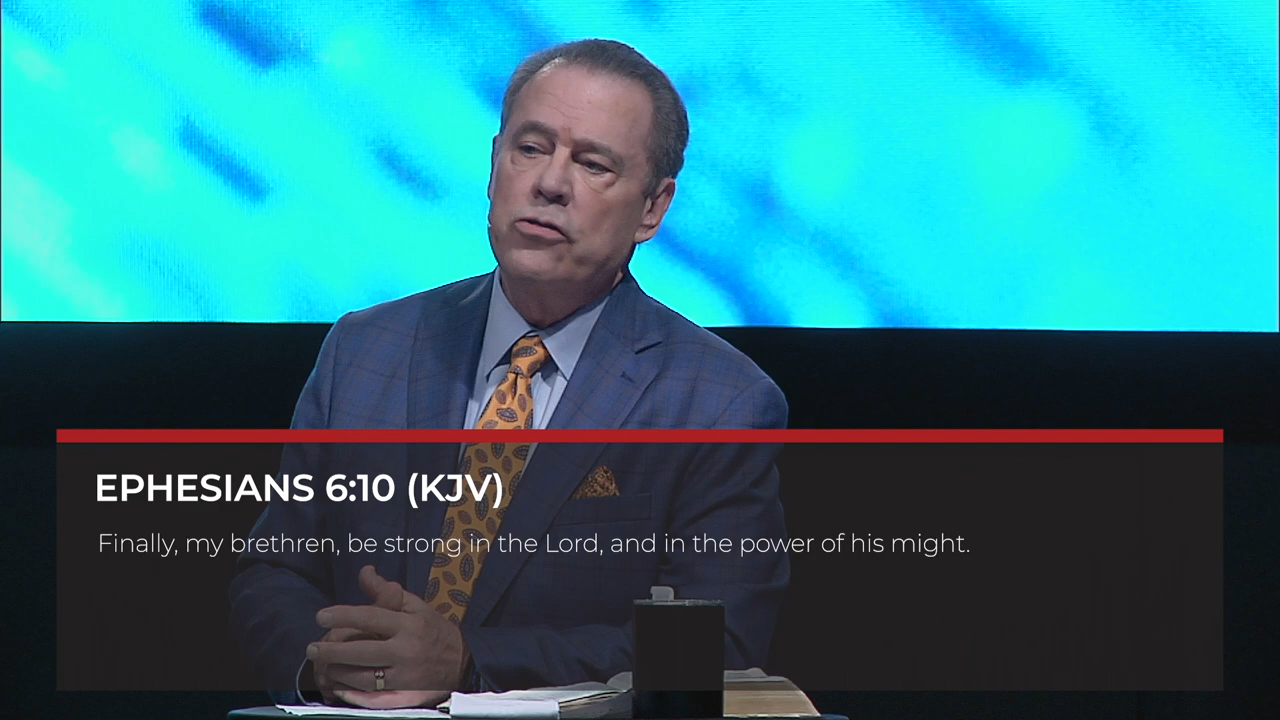 EPHESIANS 6:10 (KJV)
Finally, my brethren, be strong in the Lord, and in the power of his might.